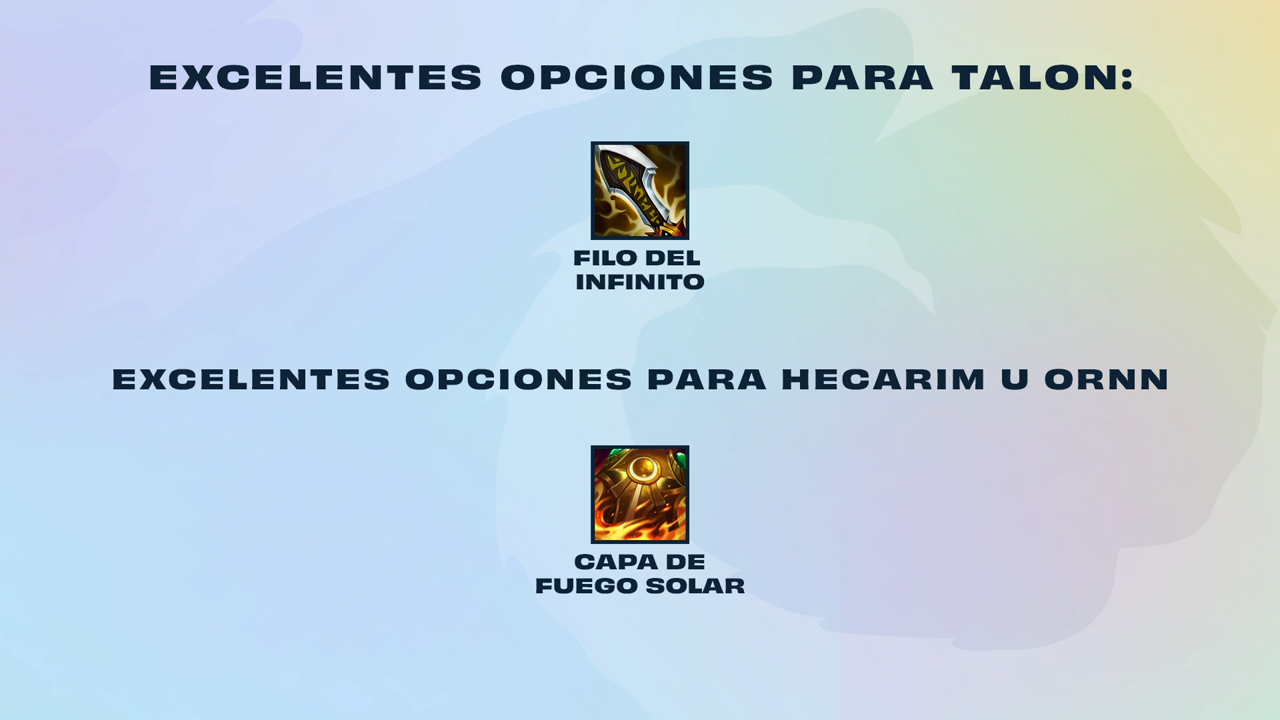 EXCELENTES OPCIONES PARA TALON:
FILO DEL
INFINITO
EXCELENTES OPCIONES PARA HECARIM U ORNN
CAPA DE
FUEGO SOLAR